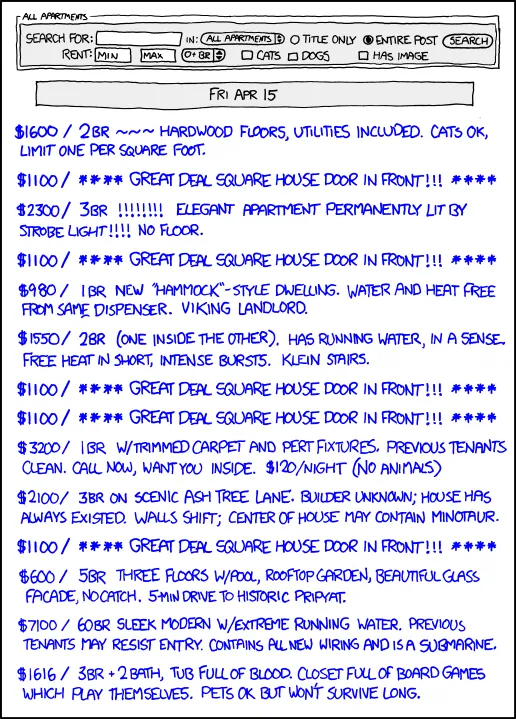 ALL APARTMENTS
SEARCH FOR: IN: ALL APARTMENTS TITLE ONLY ENTIRE POST SEARCH
RENT: MIN MAX 0+ BR CATS DOGS HAS IMAGE
FRI APR 15
$1600 / 2BR ~~~ HARDWOOD FLOORS, UTILITIES INCLUDED. CATS OK,
LIMIT ONE PER SQUARE FOOT.
$1100 / **** GREAT DEAL SQUARE HOUSE DOOR IN FRONT!!! ****
$2300 / 3BR !!!!!!!! ELEGANT APARTMENT PERMANENTLY LIT BY
STROBE LIGHT!!!! NO FLOOR.
$1100 / **** GREAT DEAL SQUARE HOUSE DOOR IN FRONT!!! ****
$980 / 1BR NEW "HAMMOCK"-STYLE DWELLING. WATER AND HEAT FREE
FROM SAME DISPENSER. VIKING LANDLORD.
$1550 / 2BR (ONE INSIDE THE OTHER). HAS RUNNING WATER, IN A SENSE.
FREE HEAT IN SHORT, INTENSE BURSTS. KLEIN STAIRS.
$1100 / **** GREAT DEAL SQUARE HOUSE DOOR IN FRONT!!! ****
$1100 / **** GREAT DEAL SQUARE HOUSE DOOR IN FRONT!!! ****
$3200 / 1BR W/TRIMMED CARPET AND PERT FIXTURES. PREVIOUS TENANTS
CLEAN. CALL NOW, WANT YOU INSIDE. $120/NIGHT (NO ANIMALS)
$2100 / 3BR ON SCENIC ASH TREE LANE. BUILDER UNKNOWN; HOUSE HAS
ALWAYS EXISTED. WALLS SHIFT; CENTER OF HOUSE MAY CONTAIN MINOTAUR.
$1100 / **** GREAT DEAL SQUARE HOUSE DOOR IN FRONT!!! ****
$600 / 5BR THREE FLOORS W/POOL, ROOFTOP GARDEN, BEAUTIFUL GLASS
FACADE, NO CATCH. 5-MIN DRIVE TO HISTORIC PRIPYAT.
$7100 / 60BR SLEEK MODERN W/EXTREME RUNNING WATER. PREVIOUS
TENANTS MAY RESIST ENTRY. CONTAINS ALL NEW WIRING AND IS A SUBMARINE.
$1616 / 3BR + 2 BATH, TUB FULL OF BLOOD. CLOSET FULL OF BOARD GAMES
WHICH PLAY THEMSELVES. PETS OK BUT WON'T SURVIVE LONG.